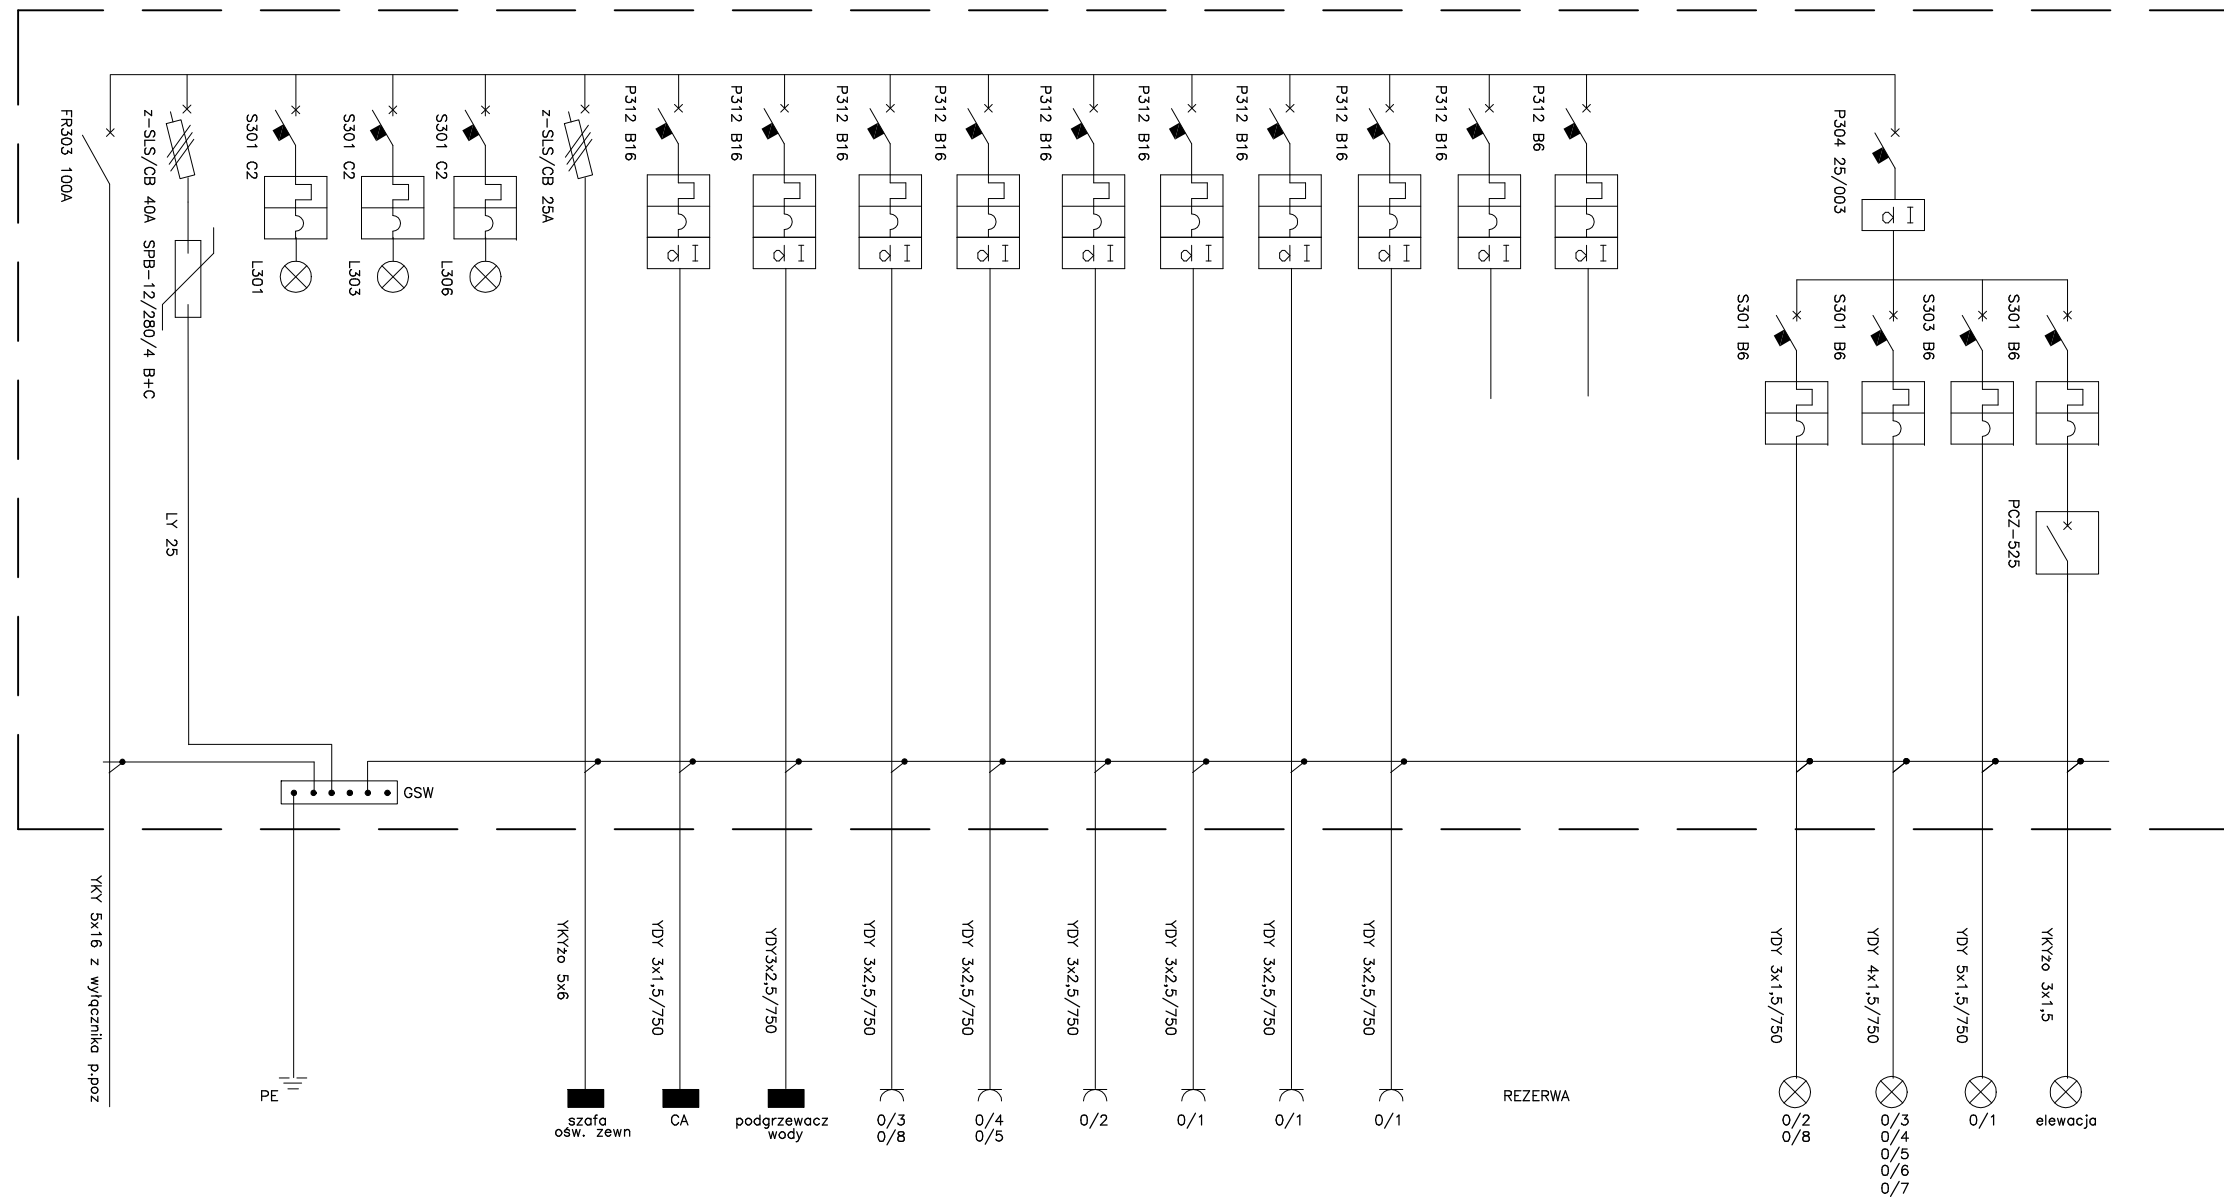 FR303 100A
z-SLS/CB 40A
SPB-12/280/4 B+C
S301 C2
L301
S301 C2
L303
S301 C2
L306
z-SLS/CB 25A
P312 B16
P312 B16
P312 B16
P312 B16
P312 B16
P312 B16
P312 B16
P312 B16
P312 B16
P312 B6
P304 25/003
I d
I d
I d
I d
I d
I d
I d
I d
I d
I d
I d
S301 B6
S301 B6
S303 B6
S301 B6
PCZ-525
LY 25
GSW
YKY 5x16 z wyłącznika p.poz
PE
YKYżo 5x6
YDY 3x1,5/750
YDY3x2,5/750
YDY 3x2,5/750
YDY 3x2,5/750
YDY 3x2,5/750
YDY 3x2,5/750
YDY 3x2,5/750
YDY 3x2,5/750
YDY 3x1,5/750
YDY 4x1,5/750
YDY 5x1,5/750
YKYżo 3x1,5
szafa
ośw. zewn
CA
podgrzewacz
wody
0/3
0/8
0/4
0/5
0/2
0/1
0/1
0/1
REZERWA
0/2
0/8
0/3
0/4
0/5
0/6
0/7
0/1
elewacja